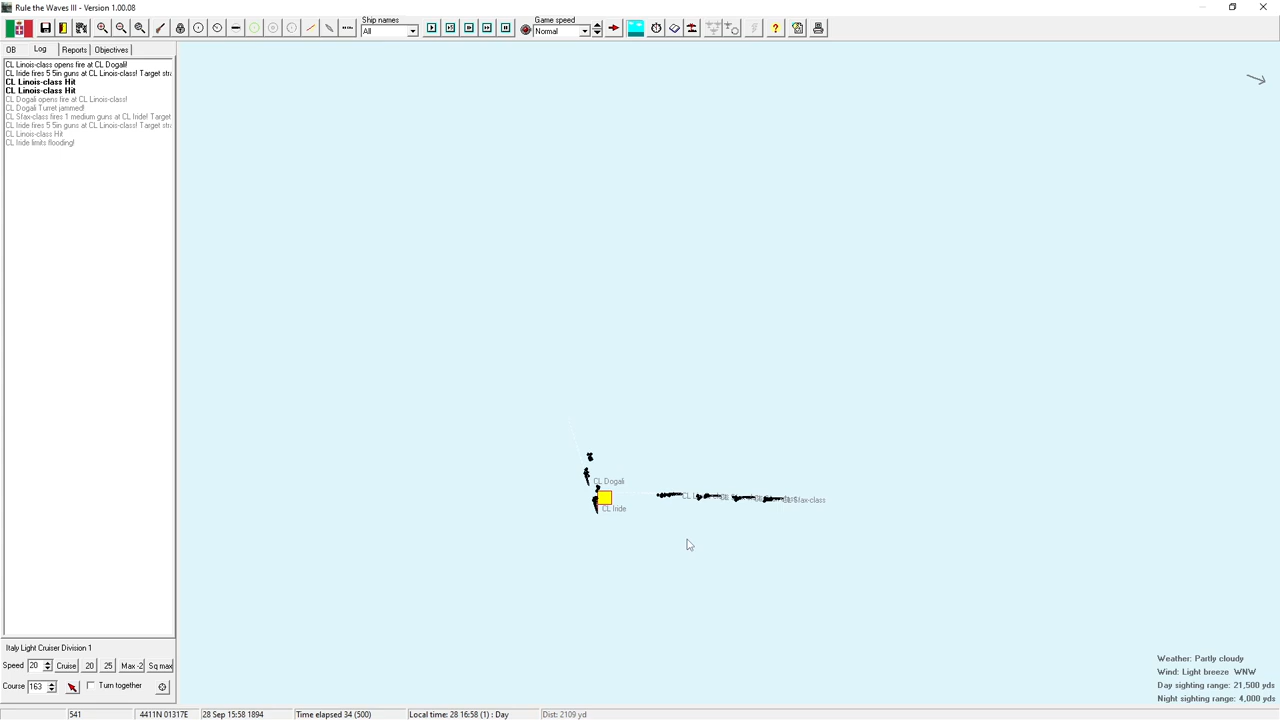 Rule the Waves III - Version 1.00.08
Ship names
All
Game speed
Normal
OB
Log
Reports
Objectives
CL Linois-class opens fire at CL Dogali!
CL Iride fires 5 5in guns at CL Linois-class! Target stra
CL Linois-class Hit
CL Linois-class Hit
CL Dogali opens fire at CL Linois-class!
CL Dogali Turret jammed!
CL Sfax-class fires 1 medium guns at CL Iride! Target
CL Iride fires 5 5in guns at CL Linois-class! Target stra
CL Linois-class Hit
CL Iride limits flooding!
CL Dogali
CL Iride
Sfax-class
Italy Light Cruiser Division 1
Speed 20 Cruise 20 25 Max -2 Sq max
Course 163 Turn together
Weather: Partly cloudy
Wind: Light breeze WNW
Day sighting range: 21,500 yds
Night sighting range: 4,000 yds
541
4411N 01317E
28 Sep 15:58 1894
Time elapsed 34 (500)
Local time: 28 16:58 (1) : Day
Dist: 2109 yd